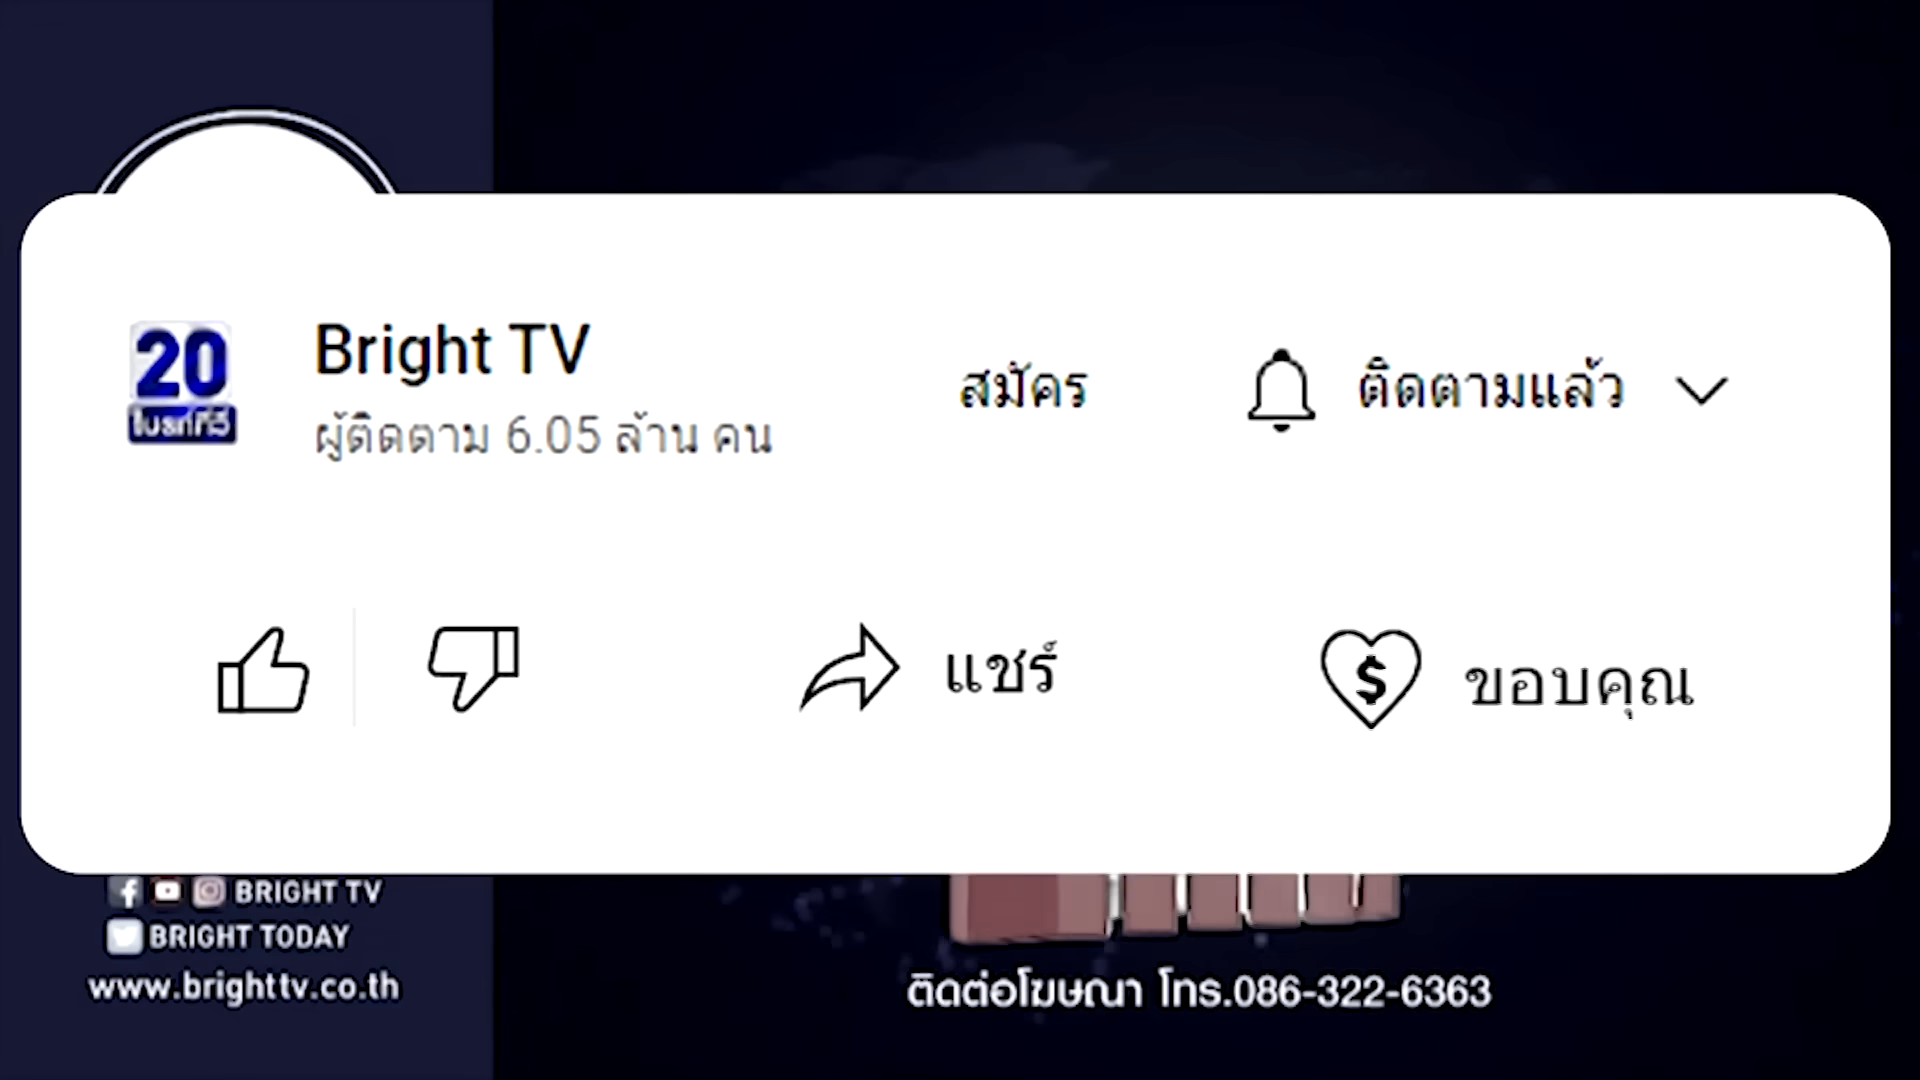 20
ไบรท์ทีวี
Bright TV
ผู้ติดตาม 6.05 ล้าน คน
สมัคร
ติดตามแล้ว
แชร์
$ ขอบคุณ
BRIGHT TV
BRIGHT TODAY
www.brighttv.co.th
ติดต่อโฆษณา โทร.086-322-6363